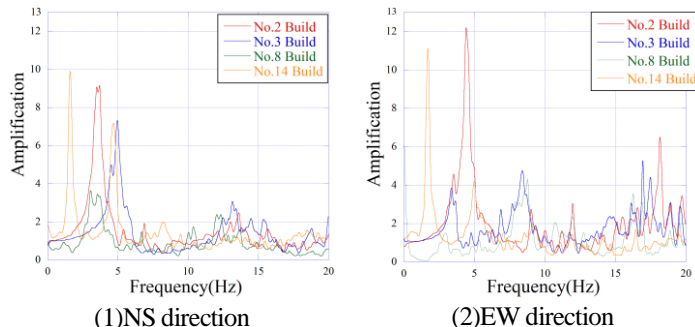 13
12
10
8
6
4
2
0
Amplification
0
5
10
15
20
Frequency(Hz)
No.2 Build
No.3 Build
No.8 Build
No.14 Build
(1)NS direction
13
12
10
8
6
4
2
0
Amplification
0
5
10
15
20
Frequency(Hz)
No.2 Build
No.3 Build
No.8 Build
No.14 Build
(2)EW direction